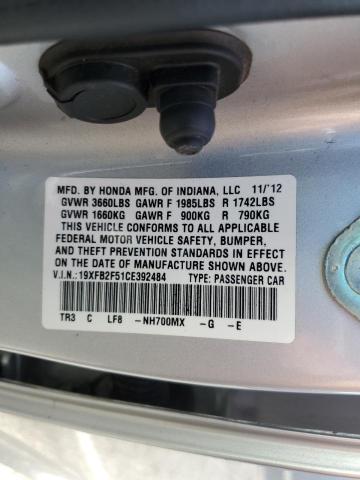 MFD. BY HONDA MFG. OF INDIANA, LLC 11/'12
GVWR 3660LBS GAWR F 1985LBS R 1742LBS
GVWR 1660KG GAWR F 900KG R 790KG
THIS VEHICLE CONFORMS TO ALL APPLICABLE
FEDERAL MOTOR VEHICLE SAFETY, BUMPER,
AND THEFT PREVENTION STANDARDS IN EFFECT
ON THE DATE OF MANUFACTURE SHOWN ABOVE.
V.I.N.:19XFB2F51CE392484 TYPE: PASSENGER CAR
TR3 C LF8 -NH700MX -G -E